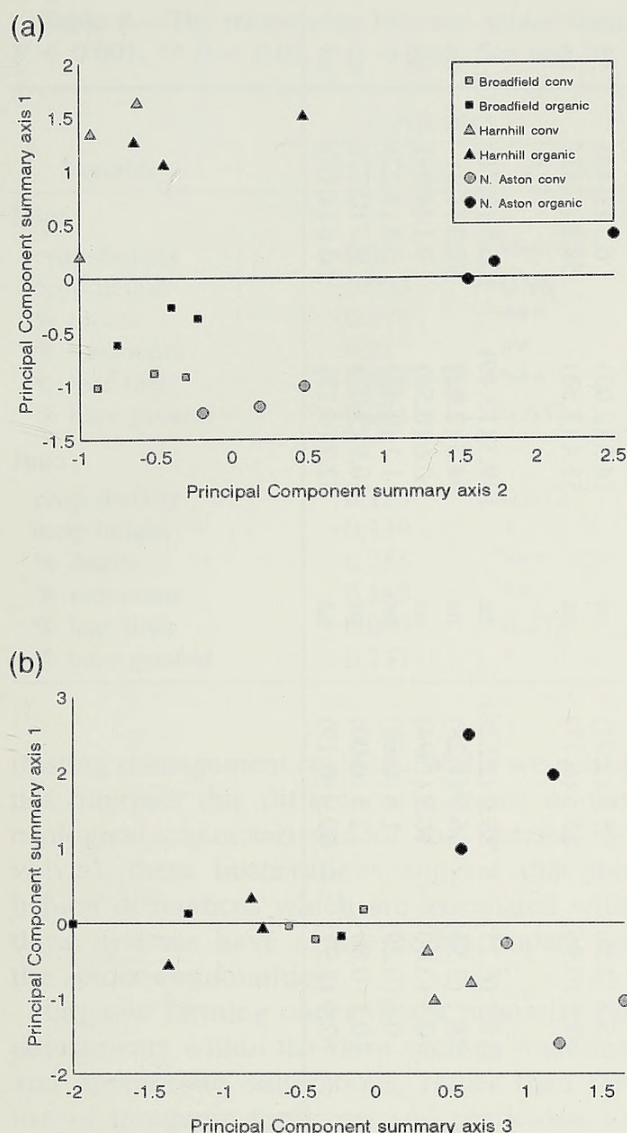 (a)
Principal Component summary axis 1
2
1.5
1
0.5
0
-0.5
-1
-1.5
Broadfield conv
Broadfield organic
Harnhill conv
Harnhill organic
N. Aston conv
N. Aston organic
-1
-0.5
0
0.5
1
1.5
2
2.5
Principal Component summary axis 2
(b)
Principal Component summary axis 1
3
2
1
0
-1
-2
-2
-1.5
-1
-0.5
0
0.5
1
1.5
Principal Component summary axis 3